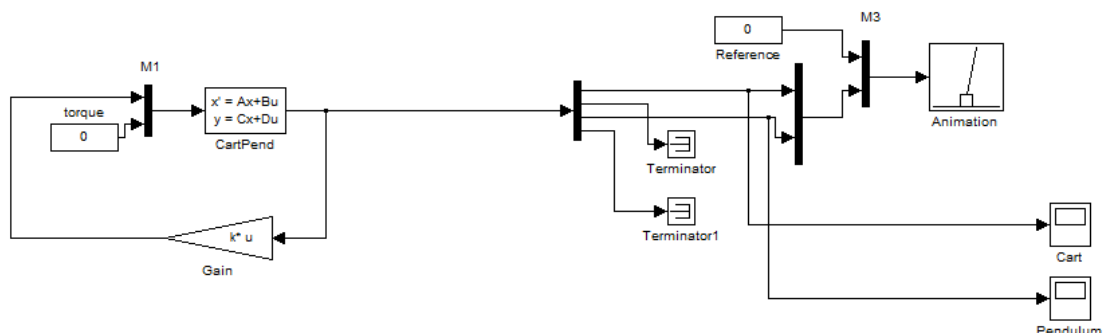 M1
torque
0
x' = Ax+Bu
y = Cx+Du
CartPend
k* u
Gain
0
Reference
M3
Animation
Terminator
Terminator1
Cart
Pendulum